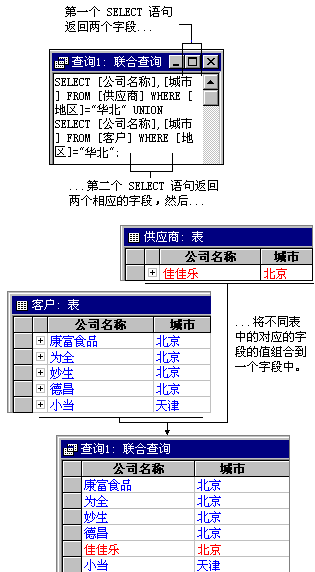 第一个 SELECT 语句
返回两个字段...
查询1: 联合查询
SELECT [公司名称],[城市
] FROM [供应商] WHERE [
地区]="华北" UNION
SELECT [公司名称],[城市
] FROM [客户] WHERE [地
区]="华北";
...第二个 SELECT 语句返回
两个相应的字段，然后...
供应商: 表
公司名称 城市
佳佳乐 北京
客户: 表
公司名称 城市
康富食品 北京
为全 北京
妙生 北京
德昌 北京
小当 天津
...将不同表
中的对应的字
段的值组合到
一个字段中。
查询1: 联合查询
公司名称 城市
康富食品 北京
为全 北京
妙生 北京
德昌 北京
佳佳乐 北京
小当 天津